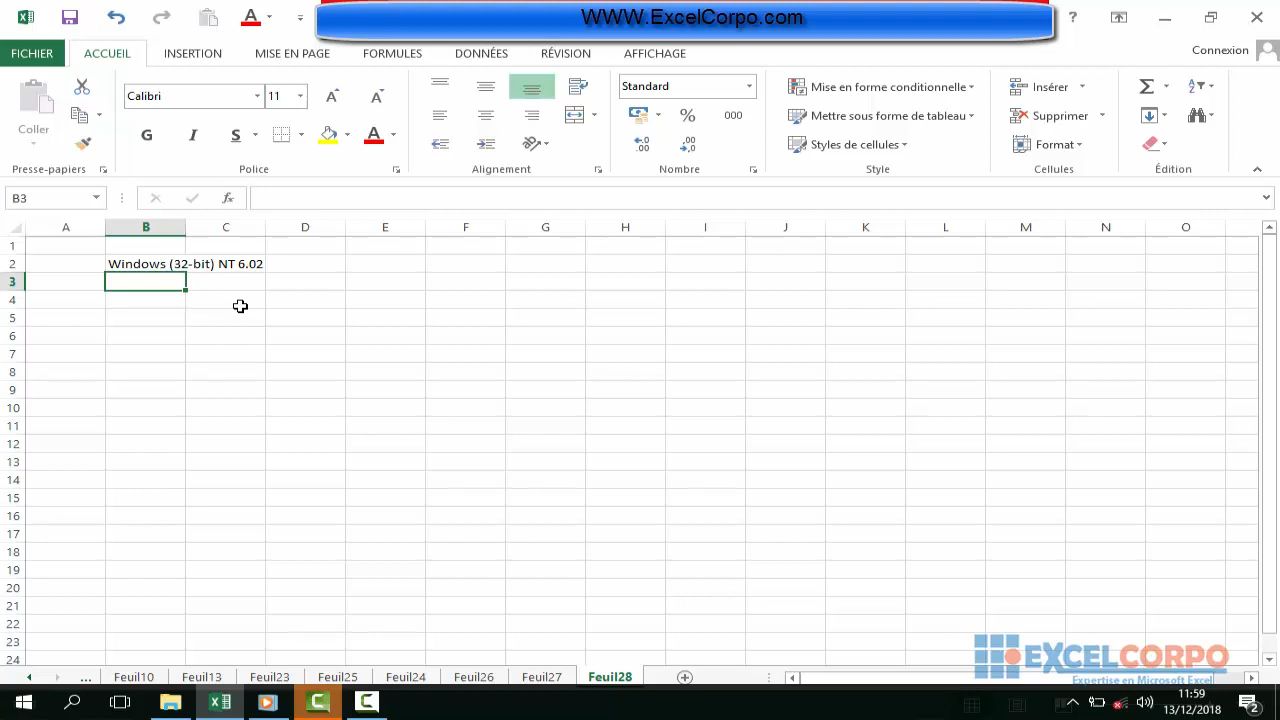 WWW.ExcelCorpo.com
?
FICHIER
ACCUEIL
INSERTION
MISE EN PAGE
FORMULES
DONNÉES
RÉVISION
AFFICHAGE
Connexion
Coller
Calibri
11
G
I
S
A
Standard
%
000
Mise en forme conditionnelle
Mettre sous forme de tableau
Styles de cellules
Insérer
Supprimer
Format
Presse-papiers
Police
Alignement
Nombre
Style
Cellules
Édition
B3
fx
A B C D E F G H I J K L M N O
1
2 Windows (32-bit) NT 6.02
3
4
5
6
7
8
9
10
11
12
13
14
15
16
17
18
19
20
21
22
23
24
EXCELCORPO
Expertise en Microsoft Excel
... Feuil10 Feuil13 Feuil23 Feuil25 Feuil24 Feuil26 Feuil27 Feuil28
11:59
13/12/2018
2